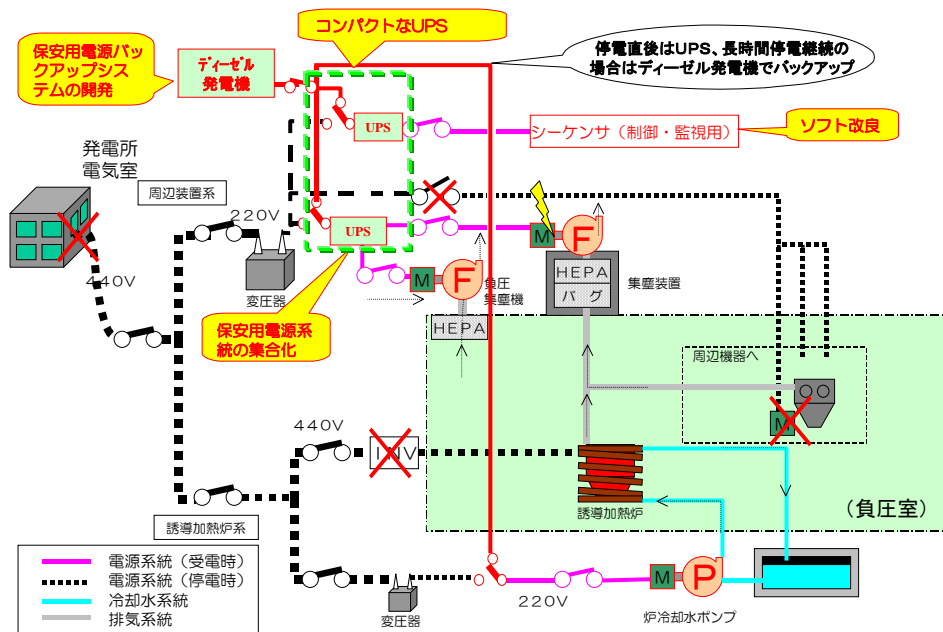 コンパクトなUPS
保安用電源バッ
クアップシス
テムの開発
ディーゼル
発電機
停電直後はUPS、長時間停電継続の
場合はディーゼル発電機でバックアップ
UPS
シーケンサ（制御・監視用）
ソフト改良
発電所
電気室
周辺装置系
220V
UPS
440V
変圧器
M
F
負圧
集塵機
HEPA
M
F
HEPA
バグ
集塵装置
保安用電源系
統の集合化
周辺機器へ
M
440V
INV
誘導加熱炉
（負圧室）
誘導加熱炉系
電源系統（受電時）
電源系統（停電時）
冷却水系統
排気系統
変圧器
220V
M
P
炉冷却水ポンプ